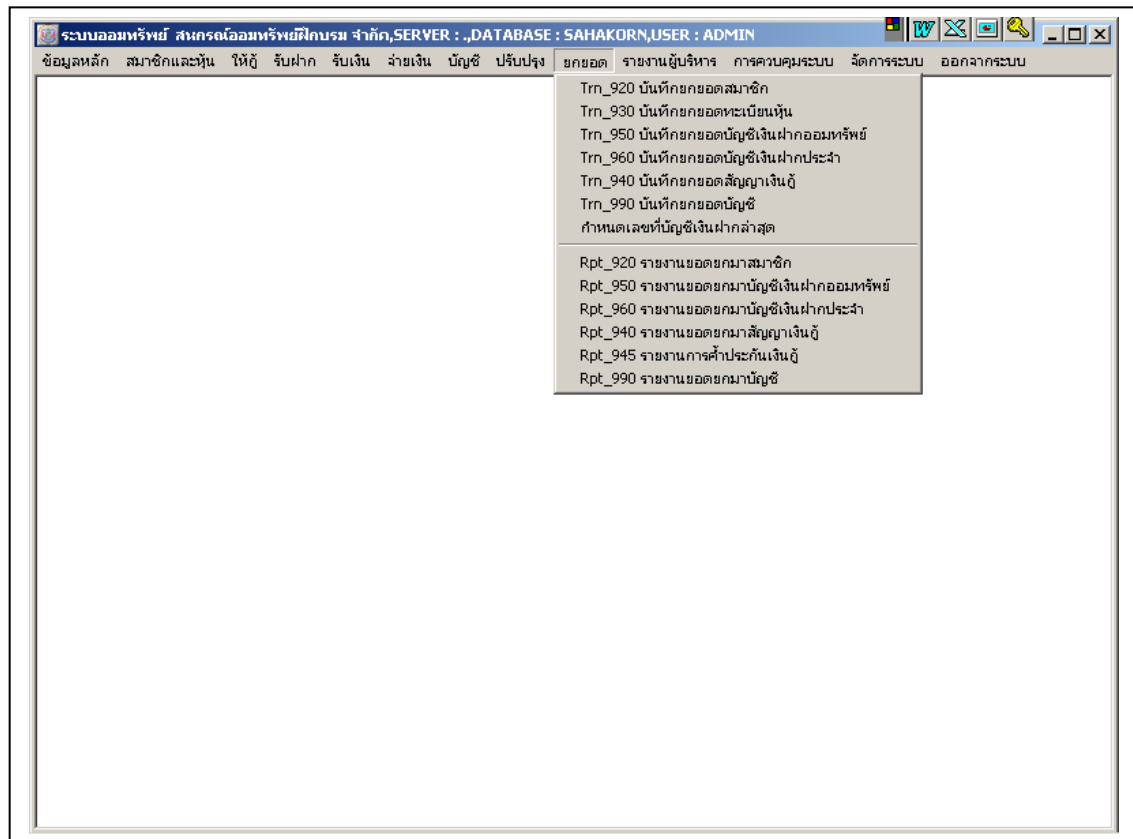 ระบบออมทรัพย์ สหกรณ์ออมทรัพย์ฝึกอบรม จำกัด,SERVER : .,DATABASE : SAHAKORN,USER : ADMIN
ข้อมูลหลัก สมาชิกและหุ้น ให้กู้ รับฝาก รับเงิน จ่ายเงิน บัญชี ปรับปรุง ยกยอด รายงานผู้บริหาร การควบคุมระบบ จัดการระบบ ออกจากระบบ
Trn_920 บันทึกยกยอดสมาชิก
Trn_930 บันทึกยกยอดทะเบียนหุ้น
Trn_950 บันทึกยกยอดบัญชีเงินฝากออมทรัพย์
Trn_960 บันทึกยกยอดบัญชีเงินฝากประจำ
Trn_940 บันทึกยกยอดสัญญาเงินกู้
Trn_990 บันทึกยกยอดบัญชี
กำหนดเลขที่บัญชีเงินฝากล่าสุด
Rpt_920 รายงานยอดยกมาสมาชิก
Rpt_950 รายงานยอดยกมาบัญชีเงินฝากออมทรัพย์
Rpt_960 รายงานยอดยกมาบัญชีเงินฝากประจำ
Rpt_940 รายงานยอดยกมาสัญญาเงินกู้
Rpt_945 รายงานการค้ำประกันเงินกู้
Rpt_990 รายงานยอดยกมาบัญชี